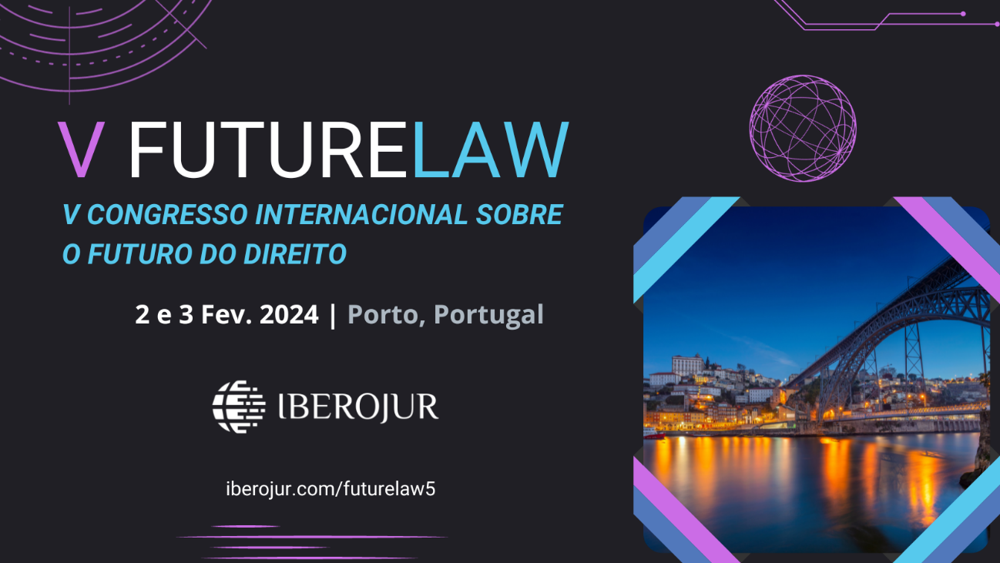 V FUTURELAW
V CONGRESSO INTERNACIONAL SOBRE
O FUTURO DO DIREITO
2 e 3 Fev. 2024 | Porto, Portugal
IBEROJUR
iberojur.com/futurelaw5